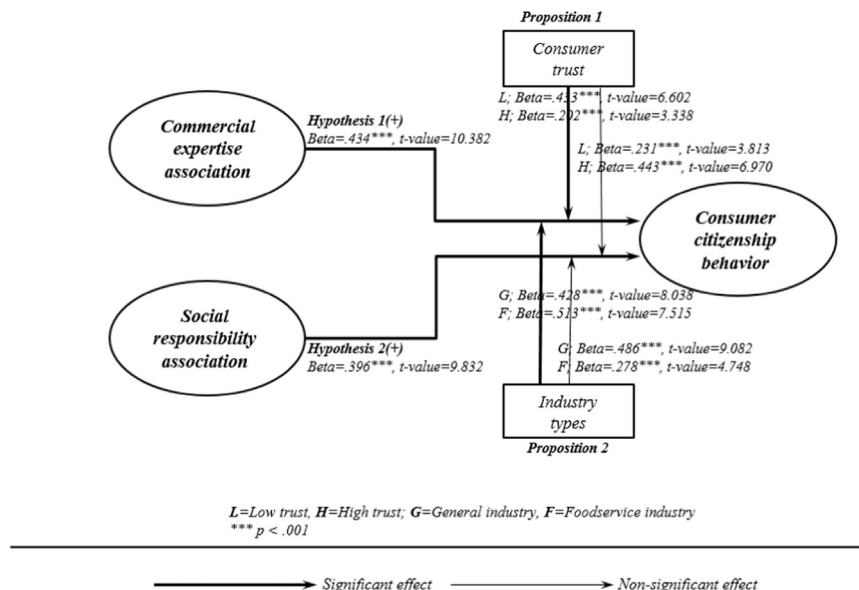 Proposition 1
Consumer
trust
L; Beta=.433***, t-value=6.602
H; Beta=.202***, t-value=3.338
Commercial
expertise
association
Hypothesis 1(+)
Beta=.434***, t-value=10.382
L; Beta=.231***, t-value=3.813
H; Beta=.443***, t-value=6.970
Consumer
citizenship
behavior
Social
responsibility
association
Hypothesis 2(+)
Beta=.396***, t-value=9.832
G; Beta=.428***, t-value=8.038
F; Beta=.513***, t-value=7.515
G; Beta=.486***, t-value=9.082
F; Beta=.278***, t-value=4.748
Industry
types
Proposition 2
L=Low trust, H=High trust; G=General industry, F=Foodservice industry
*** p < .001
Significant effect
Non-significant effect